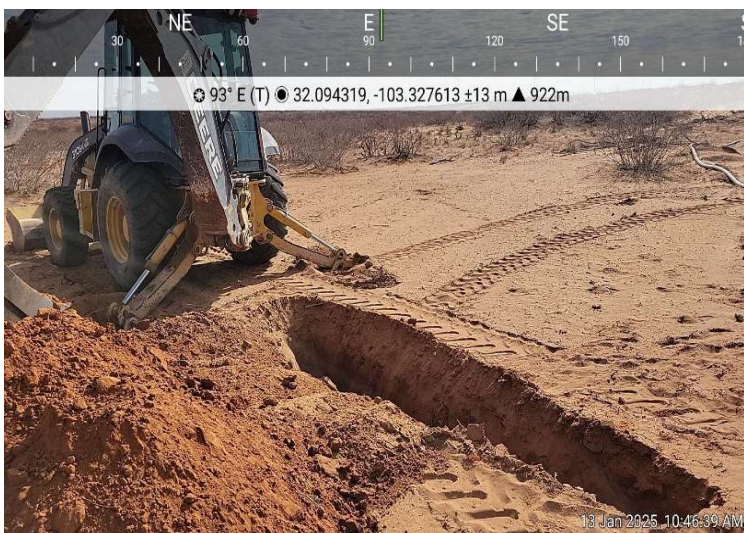 NE E SE
30 60 90 120 150
93° E (T) 32.094319, -103.327613 ±13 m ▲ 922m
DEERE
13 Jan 2025, 10:46:39 AM